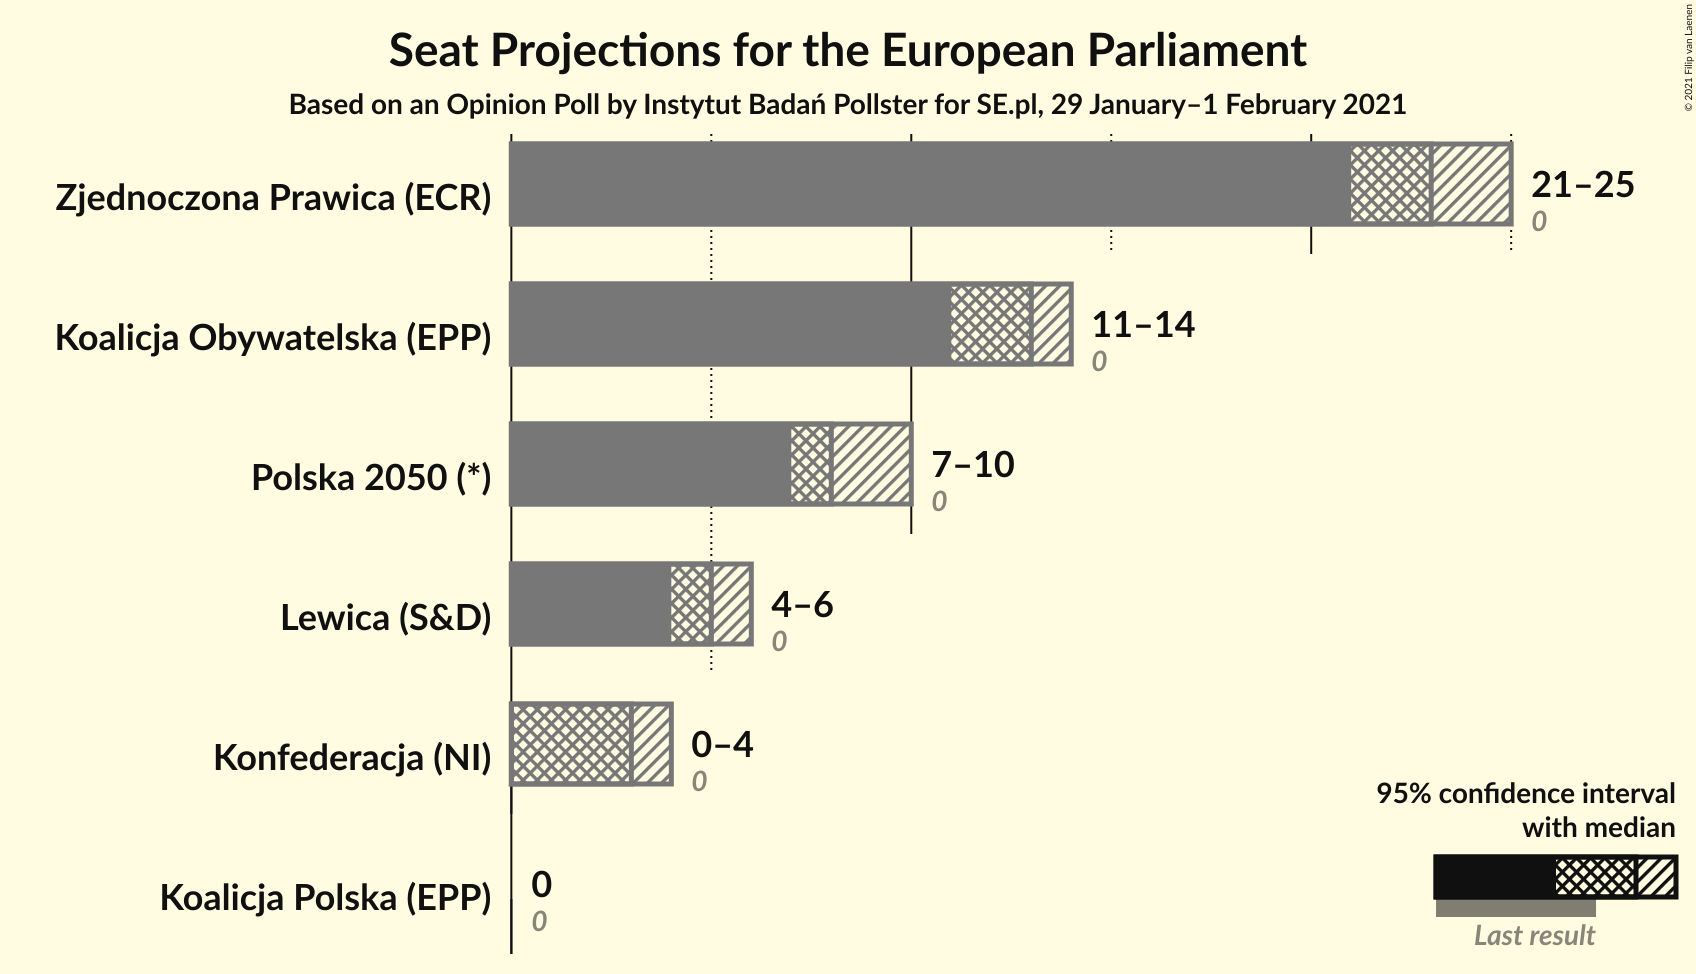 Seat Projections for the European Parliament
Based on an Opinion Poll by Instytut Badań Pollster for SE.pl, 29 January–1 February 2021
© 2021 Filip van Laenen
Zjednoczona Prawica (ECR)
21–25
0
Koalicja Obywatelska (EPP)
11–14
0
Polska 2050 (*)
7–10
0
Lewica (S&D)
4–6
0
Konfederacja (NI)
0–4
0
Koalicja Polska (EPP)
0
0
95% confidence interval
with median
Last result